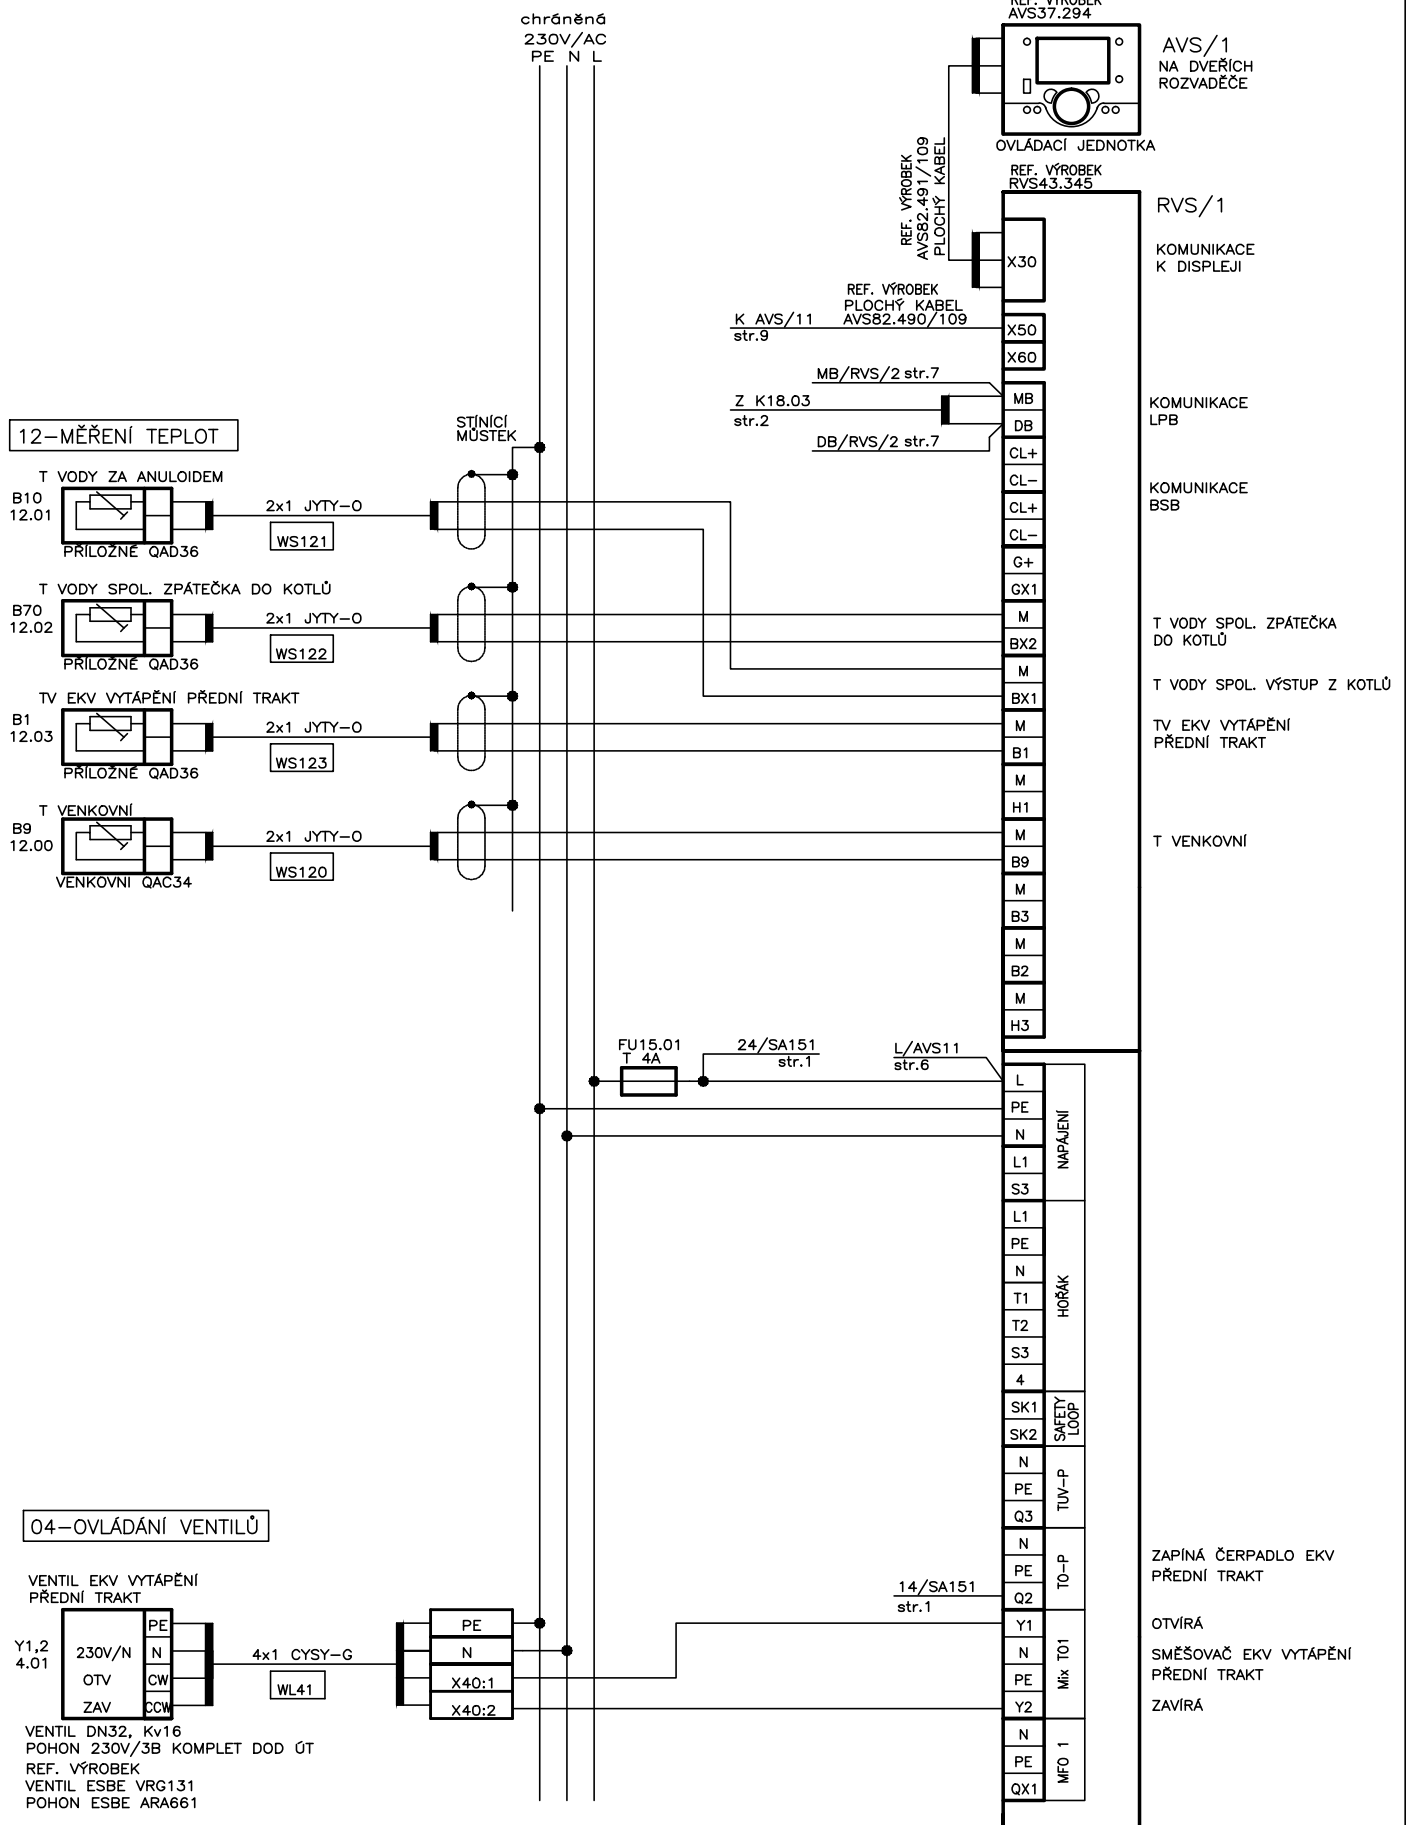 chráněná
230V/AC
PE N L
REF. VÝROBEK
AVS37.294
AVS/1
NA DVEŘÍCH
ROZVADĚČE
OVLÁDACÍ JEDNOTKA
REF. VÝROBEK
AVS82.491/109
PLOCHÝ KABEL
REF. VÝROBEK
RVS43.345
RVS/1
X30
KOMUNIKACE
K DISPLEJI
REF. VÝROBEK
PLOCHÝ KABEL
K AVS/11 AVS82.490/109
str.9
X50
X60
MB/RVS/2 str.7
Z K18.03
str.2
DB/RVS/2 str.7
MB
DB
KOMUNIKACE
LPB
CL+
CL-
CL+
CL-
KOMUNIKACE
BSB
G+
GX1
M
BX2
T VODY SPOL. ZPÁTEČKA
DO KOTLŮ
M
BX1
T VODY SPOL. VÝSTUP Z KOTLŮ
M
B1
TV EKV VYTÁPĚNÍ
PŘEDNÍ TRAKT
M
H1
M
B9
T VENKOVNÍ
M
B3
M
B2
M
H3
12-MĚŘENÍ TEPLOT
STÍNÍCÍ
MŮSTEK
T VODY ZA ANULOIDEM
B10
12.01
2x1 JYTY-O
WS121
PŘÍLOŽNÉ QAD36
T VODY SPOL. ZPÁTEČKA DO KOTLŮ
B70
12.02
2x1 JYTY-O
WS122
PŘÍLOŽNÉ QAD36
TV EKV VYTÁPĚNÍ PŘEDNÍ TRAKT
B1
12.03
2x1 JYTY-O
WS123
PŘÍLOŽNÉ QAD36
T VENKOVNÍ
B9
12.00
2x1 JYTY-O
WS120
VENKOVNI QAC34
FU15.01
T 4A
24/SA151
str.1
L/AVS11
str.6
L
PE
N
L1
S3
NAPÁJENÍ
L1
PE
N
T1
T2
S3
4
HOŘÁK
SK1
SK2
SAFETY
LOOP
N
PE
Q3
TUV-P
N
PE
Q2
TO-P
ZAPÍNÁ ČERPADLO EKV
PŘEDNÍ TRAKT
14/SA151
str.1
Y1
N
PE
Y2
Mix TO1
OTVÍRÁ
SMĚŠOVAČ EKV VYTÁPĚNÍ
PŘEDNÍ TRAKT
ZAVÍRÁ
N
PE
QX1
MFO 1
04-OVLÁDÁNÍ VENTILŮ
VENTIL EKV VYTÁPĚNÍ
PŘEDNÍ TRAKT
Y1,2
4.01
PE
230V/N N
OTV CW
ZAV CCW
4x1 CYSY-G
WL41
PE
N
X40:1
X40:2
VENTIL DN32, Kv16
POHON 230V/3B KOMPLET DOD ÚT
REF. VÝROBEK
VENTIL ESBE VRG131
POHON ESBE ARA661